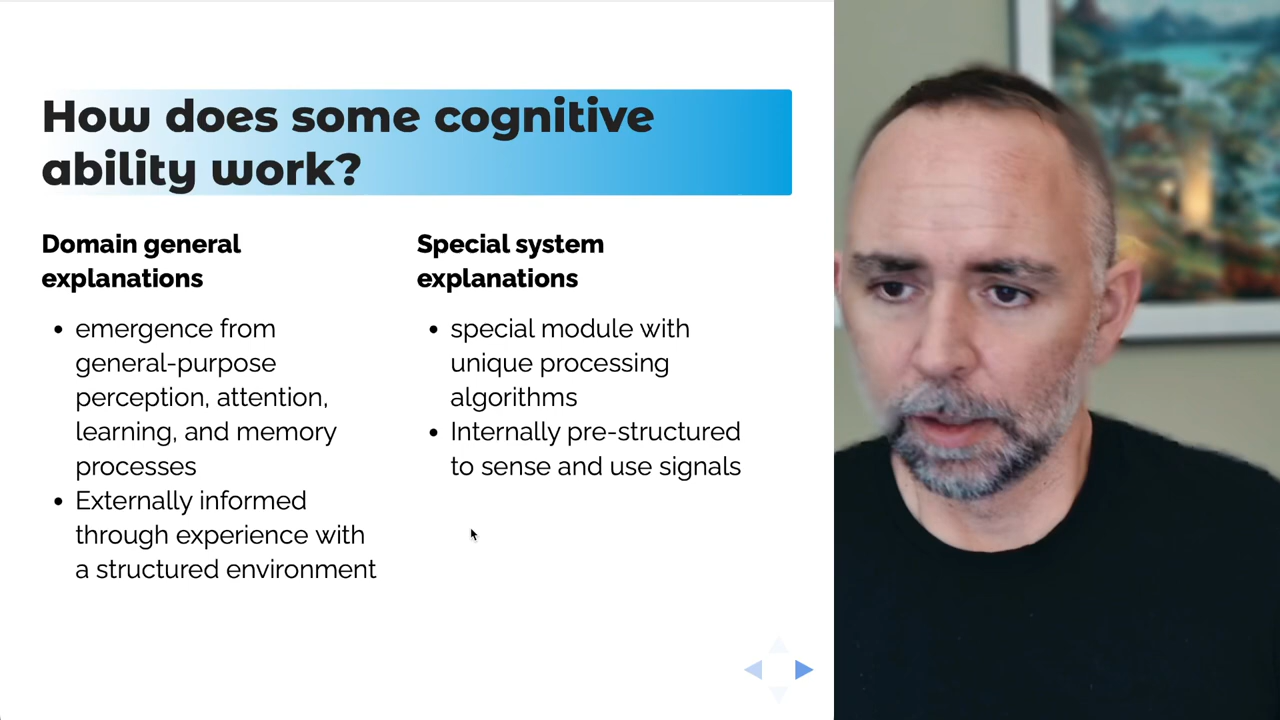 How does some cognitive
ability work?
Domain general
explanations
• emergence from
general-purpose
perception, attention,
learning, and memory
processes
• Externally informed
through experience with
a structured environment
Special system
explanations
• special module with
unique processing
algorithms
• Internally pre-structured
to sense and use signals